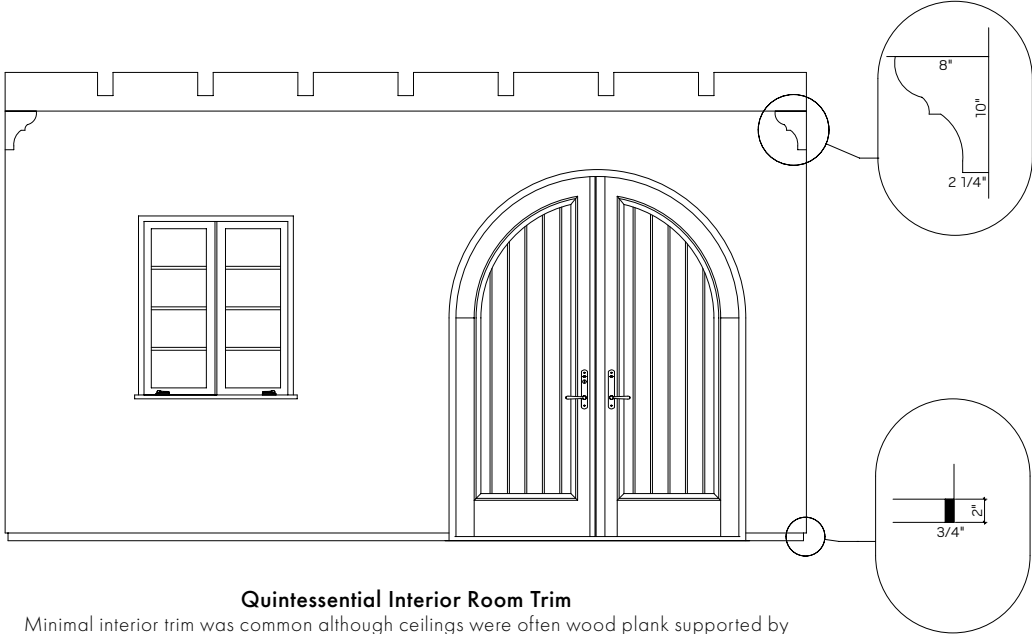 8"
10"
2 1/4"
2"
3/4"
Quintessential Interior Room Trim
Minimal interior trim was common although ceilings were often wood plank supported by